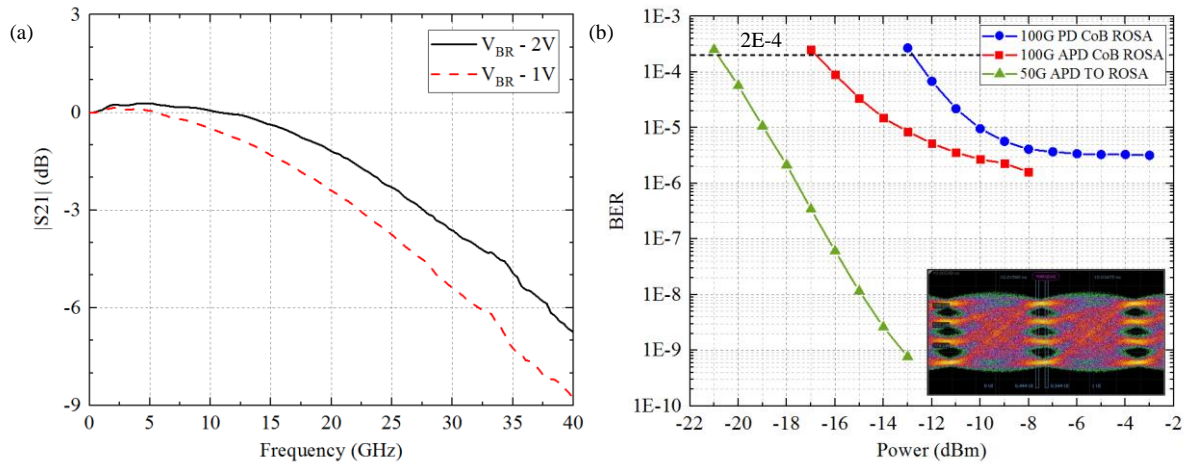 (a)
3
0
-3
-6
-9
|S21| (dB)
V_BR - 2V
V_BR - 1V
0 5 10 15 20 25 30 35 40
Frequency (GHz)
(b)
1E-3
1E-4
1E-5
1E-6
1E-7
1E-8
1E-9
1E-10
BER
2E-4
100G PD CoB ROSA
100G APD CoB ROSA
50G APD TO ROSA
-22 -20 -18 -16 -14 -12 -10 -8 -6 -4 -2
Power (dBm)